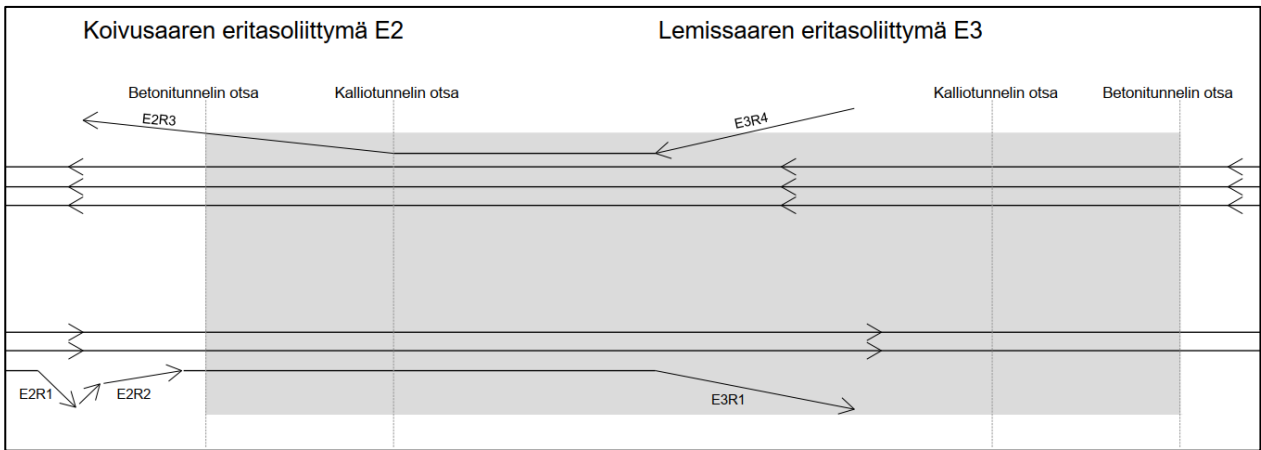 Koivusaaren eritasoliittymä E2
Lemissaaren eritasoliittymä E3
Betonitunnelin otsa
Kalliotunnelin otsa
Kalliotunnelin otsa
Betonitunnelin otsa
E2R3
E3R4
E2R1
E2R2
E3R1